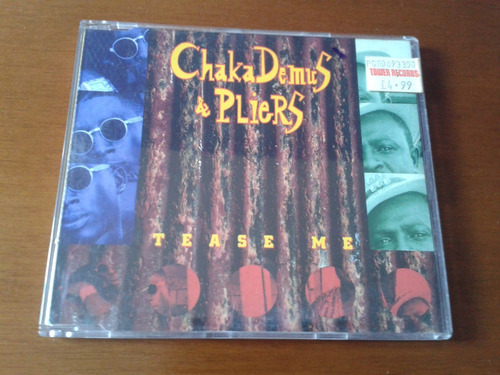 ChakaDemus
& PLieRS
TOWER RECORDS
£4.99
TEASE ME